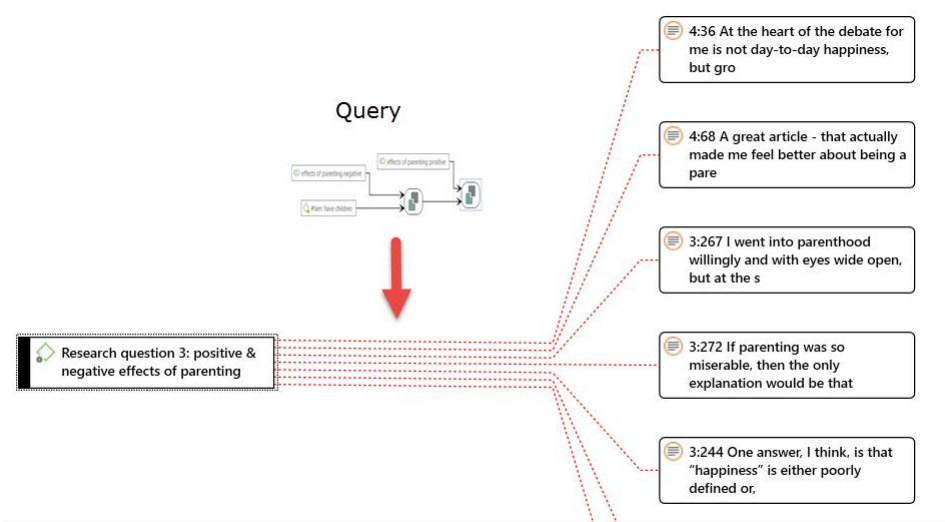 4:36 At the heart of the debate for
me is not day-to-day happiness,
but gro
Query
effects of parenting positive
effects of parenting negative
#fam: have children
4:68 A great article - that actually
made me feel better about being a
pare
3:267 I went into parenthood
willingly and with eyes wide open,
but at the s
Research question 3: positive &
negative effects of parenting
3:272 If parenting was so
miserable, then the only
explanation would be that
3:244 One answer, I think, is that
“happiness” is either poorly
defined or,